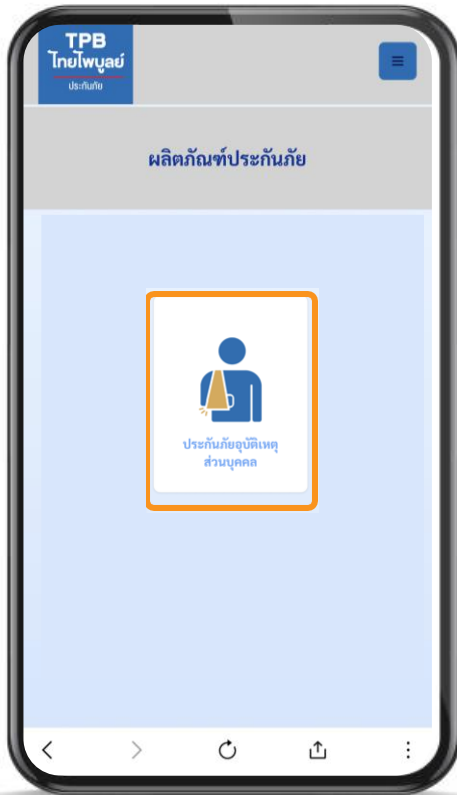 TPB
ไทยไพบูลย์
ประกันภัย
ผลิตภัณฑ์ประกันภัย
ประกันภัยอุบัติเหตุ
ส่วนบุคคล